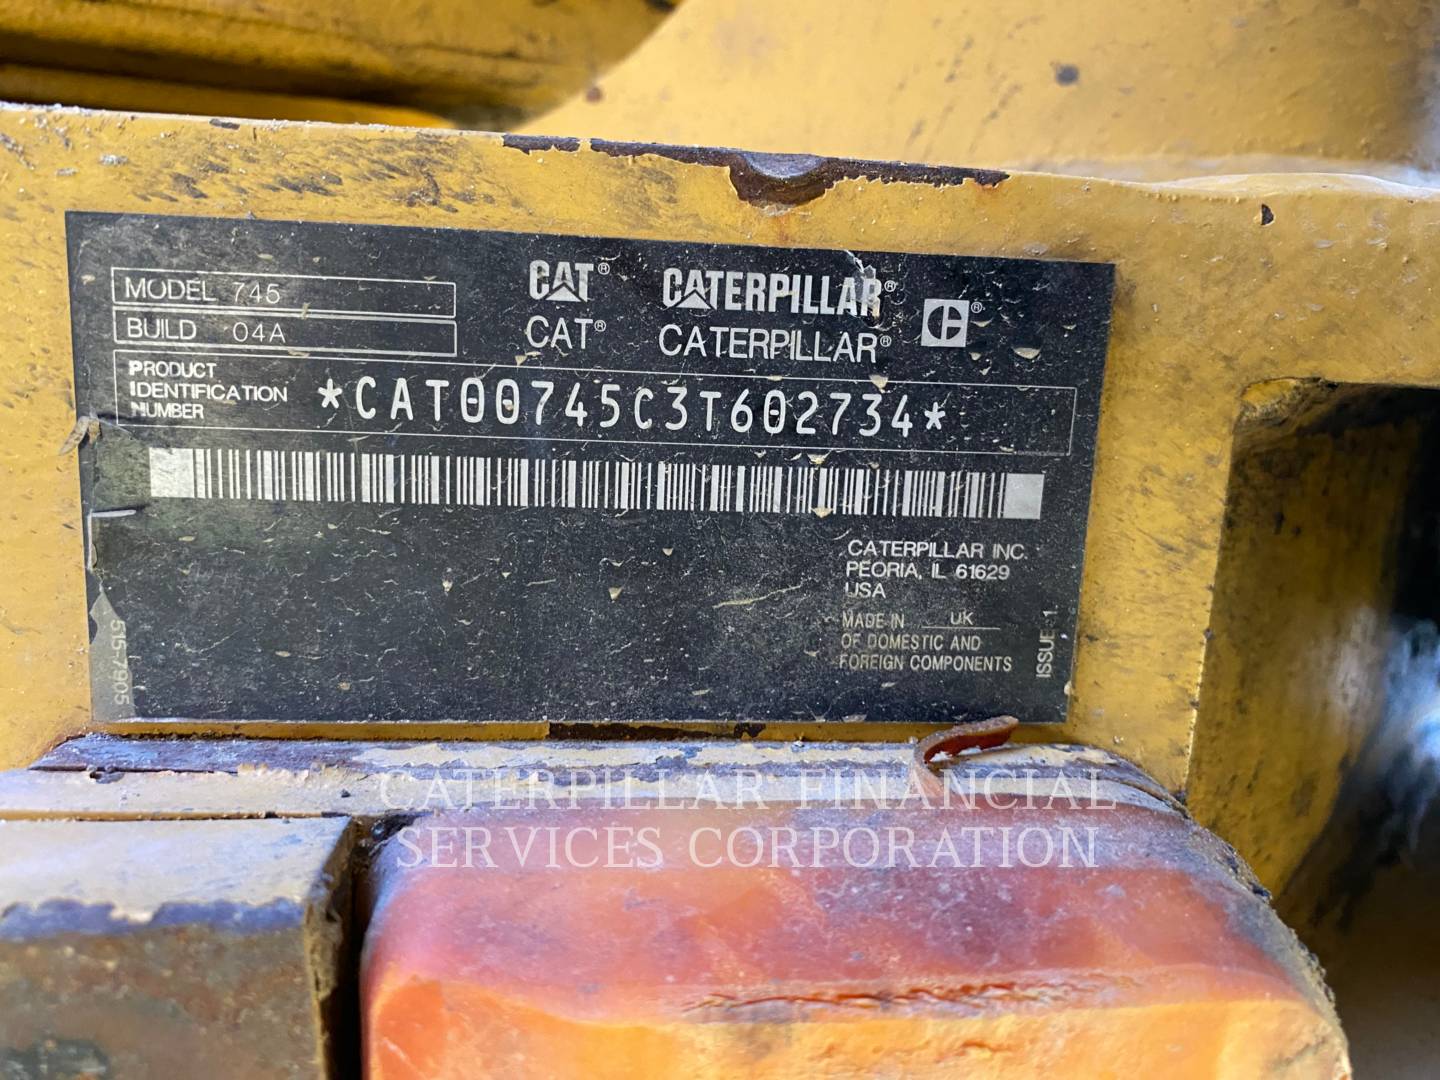 MODEL 745
BUILD 04A
CAT® CATERPILLAR® C®
CAT® CATERPILLAR®
PRODUCT
IDENTIFICATION
NUMBER
*CAT00745C3T602734*
CATERPILLAR INC.
PEORIA, IL 61629
USA
MADE IN UK
OF DOMESTIC AND
FOREIGN COMPONENTS
ISSUE 1
515-7905
CATERPILLAR FINANCIAL
SERVICES CORPORATION